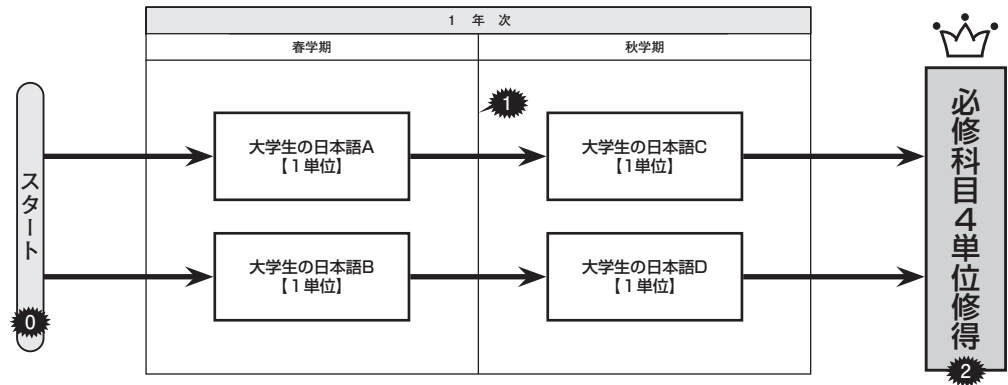 1 年 次
春学期
秋学期
スタート
0
1
大学生の日本語A
【1単位】
大学生の日本語C
【1単位】
大学生の日本語B
【1単位】
大学生の日本語D
【1単位】
必修科目4単位修得
2